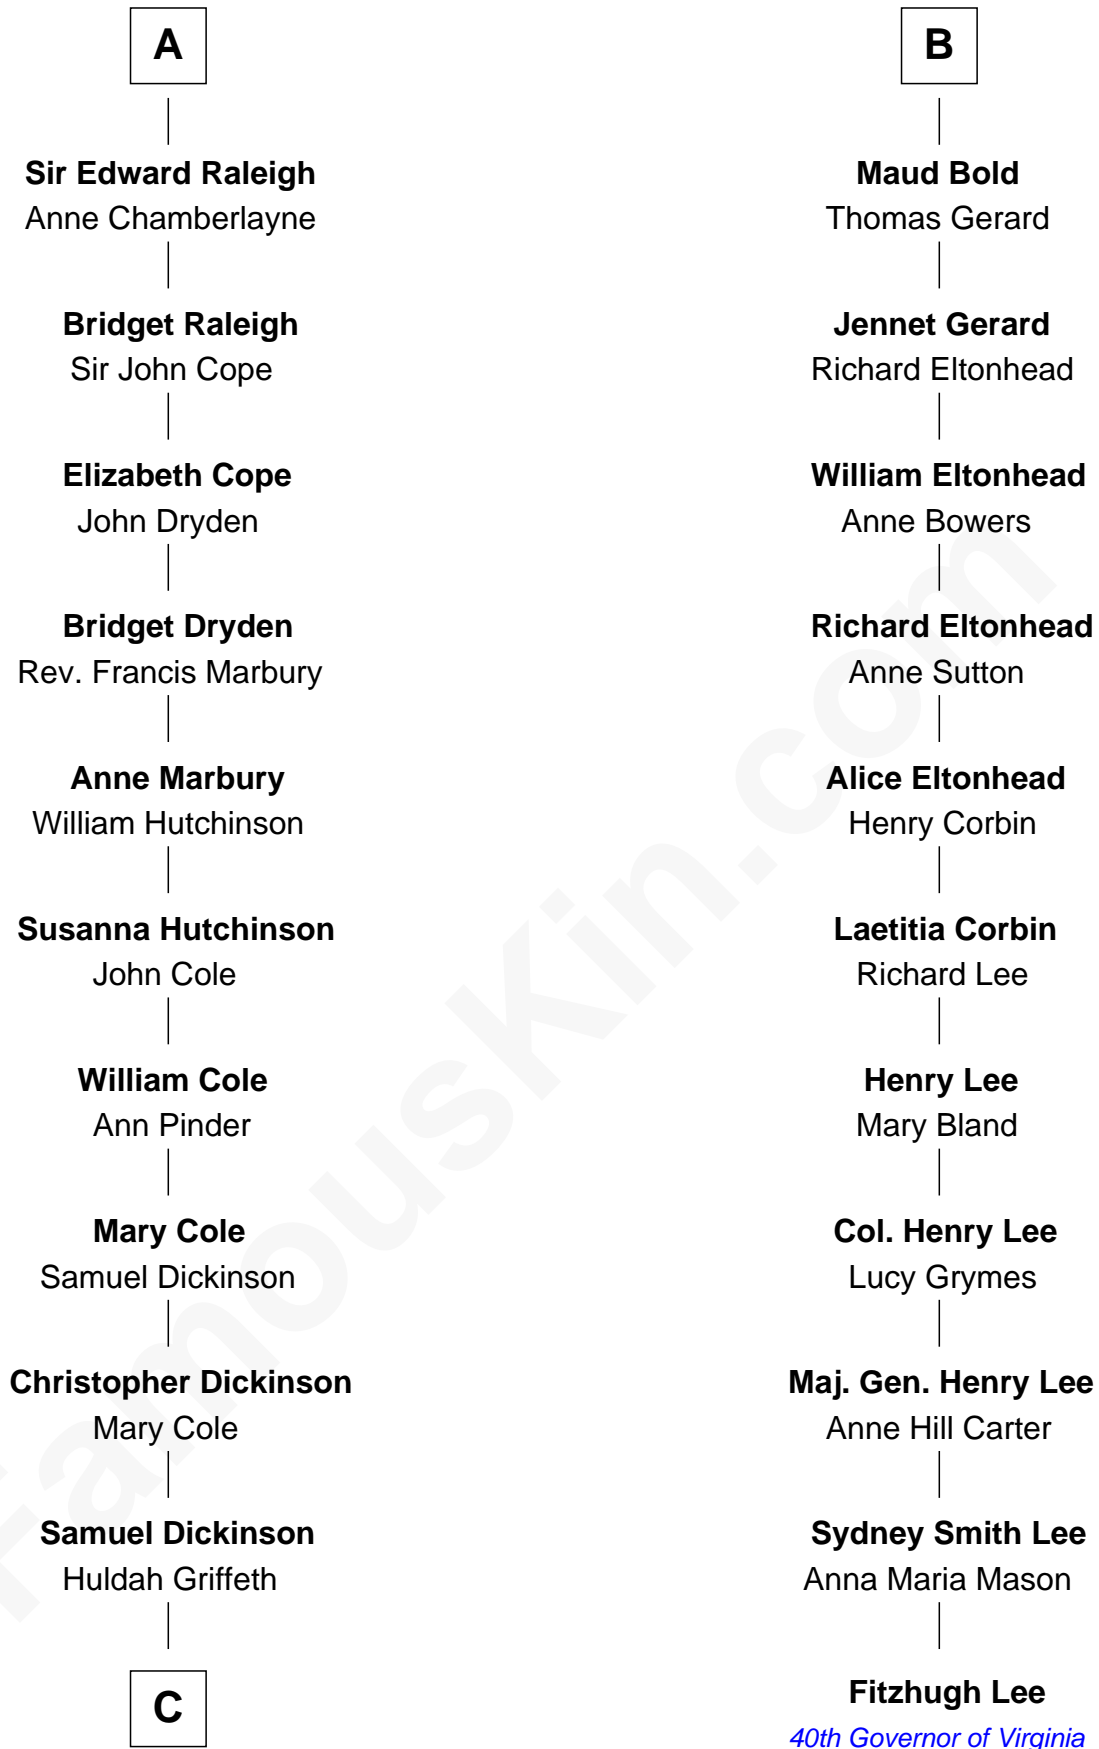 A
Sir Edward Raleigh
Anne Chamberlayne
Bridget Raleigh
Sir John Cope
Elizabeth Cope
John Dryden
Bridget Dryden
Rev. Francis Marbury
Anne Marbury
William Hutchinson
Susanna Hutchinson
John Cole
William Cole
Ann Pinder
Mary Cole
Samuel Dickinson
Christopher Dickinson
Mary Cole
Samuel Dickinson
Huldah Griffeth
C
B
Maud Bold
Thomas Gerard
Jennet Gerard
Richard Eltonhead
William Eltonhead
Anne Bowers
Richard Eltonhead
Anne Sutton
Alice Eltonhead
Henry Corbin
Laetitia Corbin
Richard Lee
Henry Lee
Mary Bland
Col. Henry Lee
Lucy Grymes
Maj. Gen. Henry Lee
Anne Hill Carter
Sydney Smith Lee
Anna Maria Mason
Fitzhugh Lee
40th Governor of Virginia
FamousKin.com